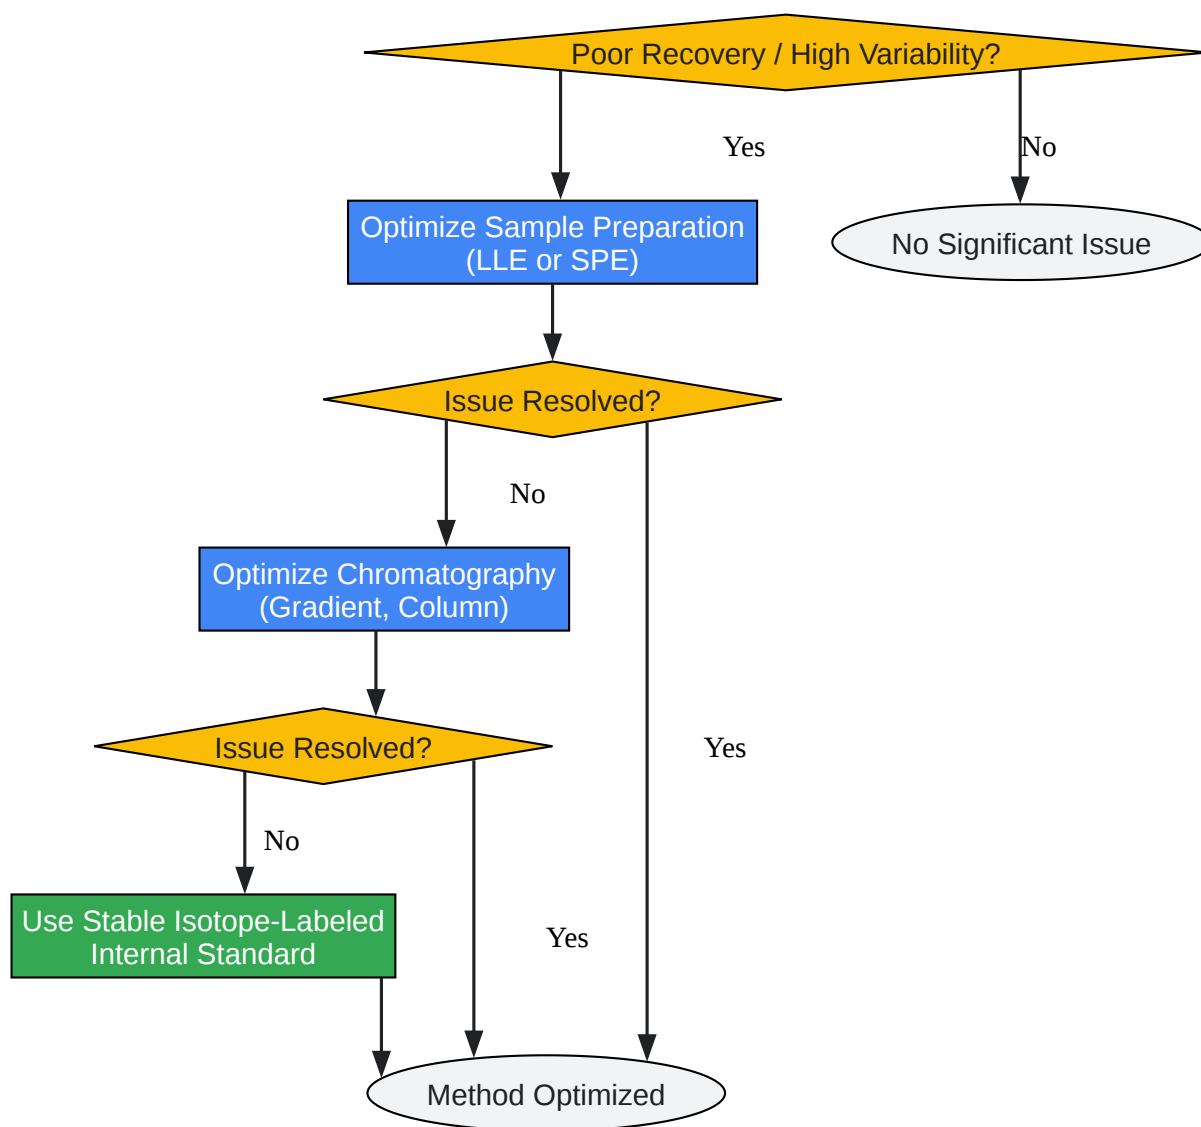 Poor Recovery / High Variability?
Yes
No
Optimize Sample Preparation
(LLE or SPE)
No Significant Issue
Issue Resolved?
No
Optimize Chromatography
(Gradient, Column)
Issue Resolved?
Yes
No
Use Stable Isotope-Labeled
Internal Standard
Yes
Method Optimized